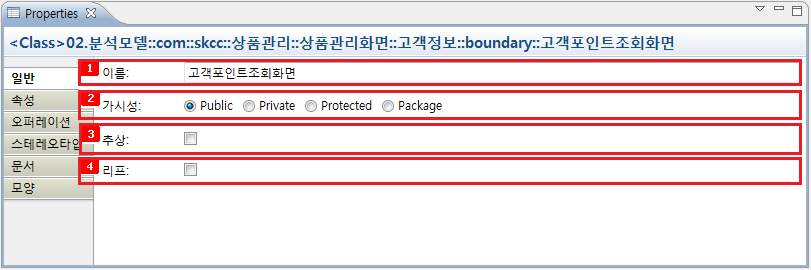 Properties
<Class>02.분석모델::com::skcc::상품관리::상품관리화면::고객정보::boundary::고객포인트조회화면
일반
속성
오퍼레이션
스테레오타입
문서
모양
1 이름: 고객포인트조회화면
2 가시성: Public Private Protected Package
3 추상:
4 리프: